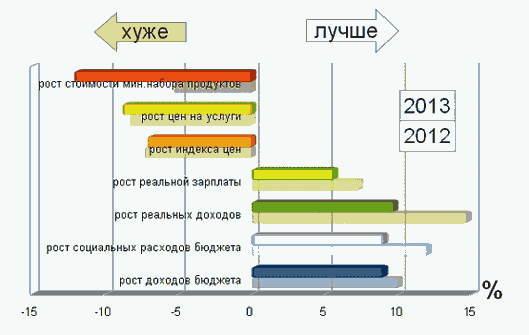 хуже
лучше
рост стоимости мин.набора продуктов
2013
рост цен на услуги
2012
рост индекса цен
рост реальной зарплаты
рост реальных доходов
рост социальных расходов бюджета
рост доходов бюджета
%
-15 -10 -5 0 5 10 15